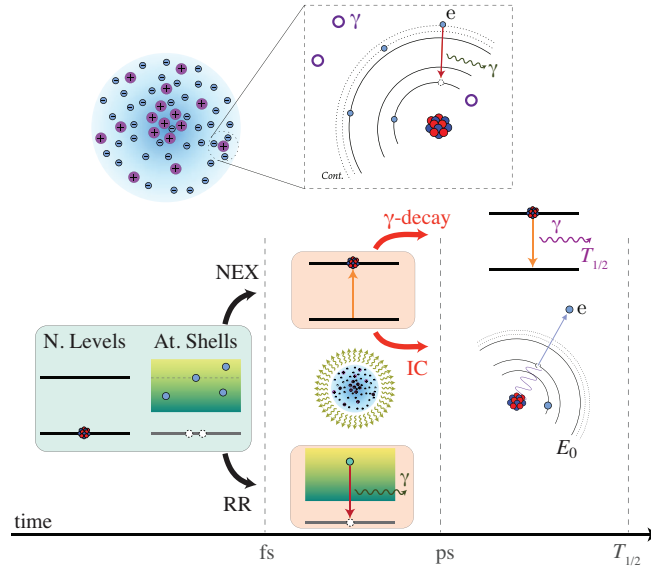 γ
e
γ
Cont.
γ-decay
γ
T1/2
NEX
N. Levels
At. Shells
IC
e
E0
RR
γ
time
fs
ps
T1/2